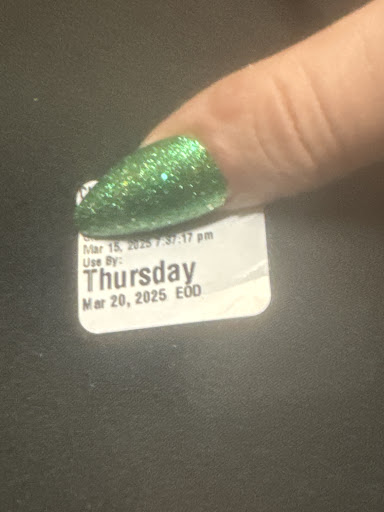 Mar 15, 2025 7:37:17 pm
Use By:
Thursday
Mar 20, 2025 EOD